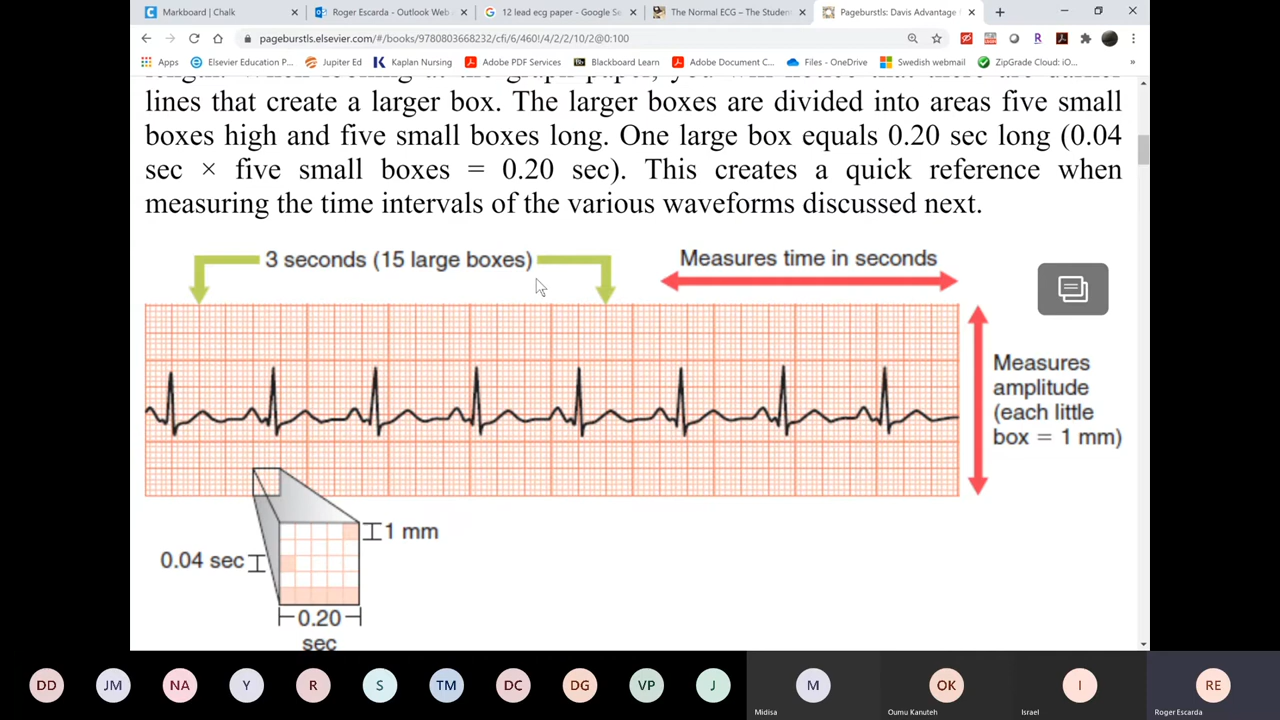 Markboard | Chalk
Roger Escarda - Outlook Web
12 lead ecg paper - Google Se
The Normal ECG – The Studen
Pageburstls: Davis Advantage
pageburstls.elsevier.com/#/books/9780803668232/cfi/6/460!/4/2/2/10/2@0:100
Apps
Elsevier Education P...
Jupiter Ed
Kaplan Nursing
Adobe PDF Services
Blackboard Learn
Adobe Document C...
Files - OneDrive
Swedish webmail
ZipGrade Cloud: iO...
»
lines that create a larger box. The larger boxes are divided into areas five small
boxes high and five small boxes long. One large box equals 0.20 sec long (0.04
sec × five small boxes = 0.20 sec). This creates a quick reference when
measuring the time intervals of the various waveforms discussed next.
3 seconds (15 large boxes)
Measures time in seconds
Measures
amplitude
(each little
box = 1 mm)
1 mm
0.04 sec
0.20
sec
DD
JM
NA
Y
R
S
TM
DC
DG
VP
J
M
OK
I
RE
Midisa
Oumu Kanuteh
Israel
Roger Escarda